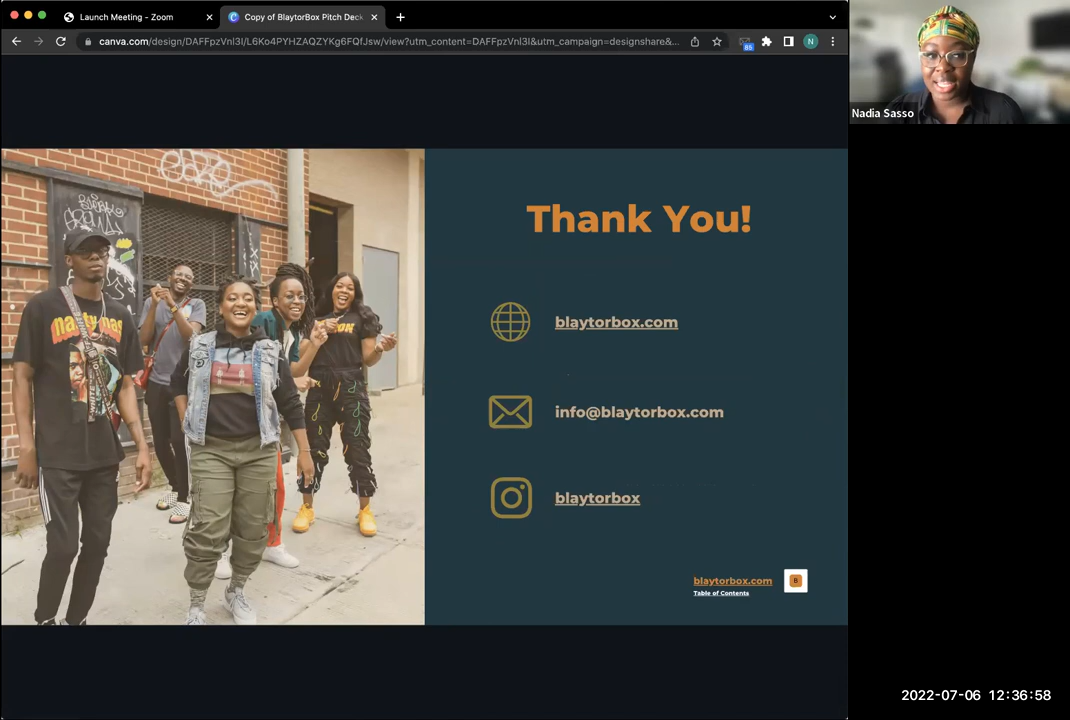 Launch Meeting - Zoom
Copy of BlaytorBox Pitch Deck
canva.com/design/DAFFpzVnl3I/L6Ko4PYHZAQZYKg6FQfJsw/view?utm_content=DAFFpzVnl3I&utm_campaign=designshare&...
85
N
Nadia Sasso
Thank You!
blaytorbox.com
info@blaytorbox.com
blaytorbox
blaytorbox.com
B
Table of Contents
2022-07-06 12:36:58